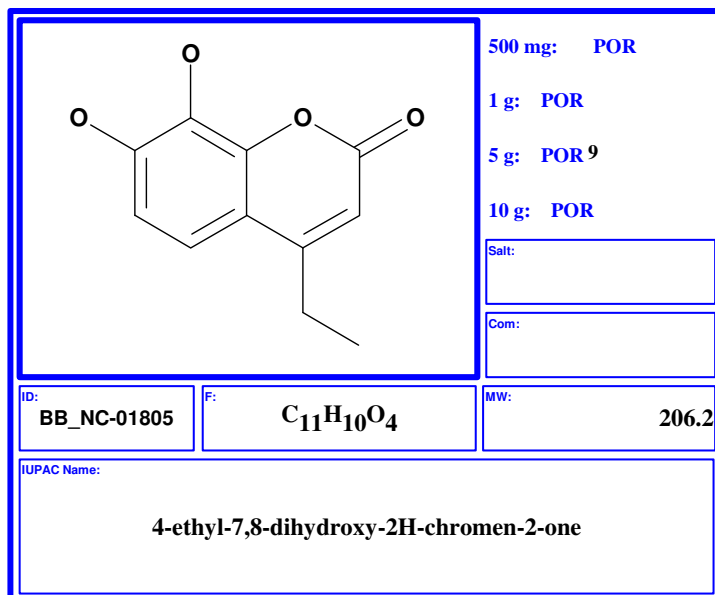 O
O
O
O
500 mg: POR
1 g: POR
5 g: POR 9
10 g: POR
Salt:
Com:
ID:
BB_NC-01805
F:
C11H10O4
MW:
206.2
IUPAC Name:
4-ethyl-7,8-dihydroxy-2H-chromen-2-one